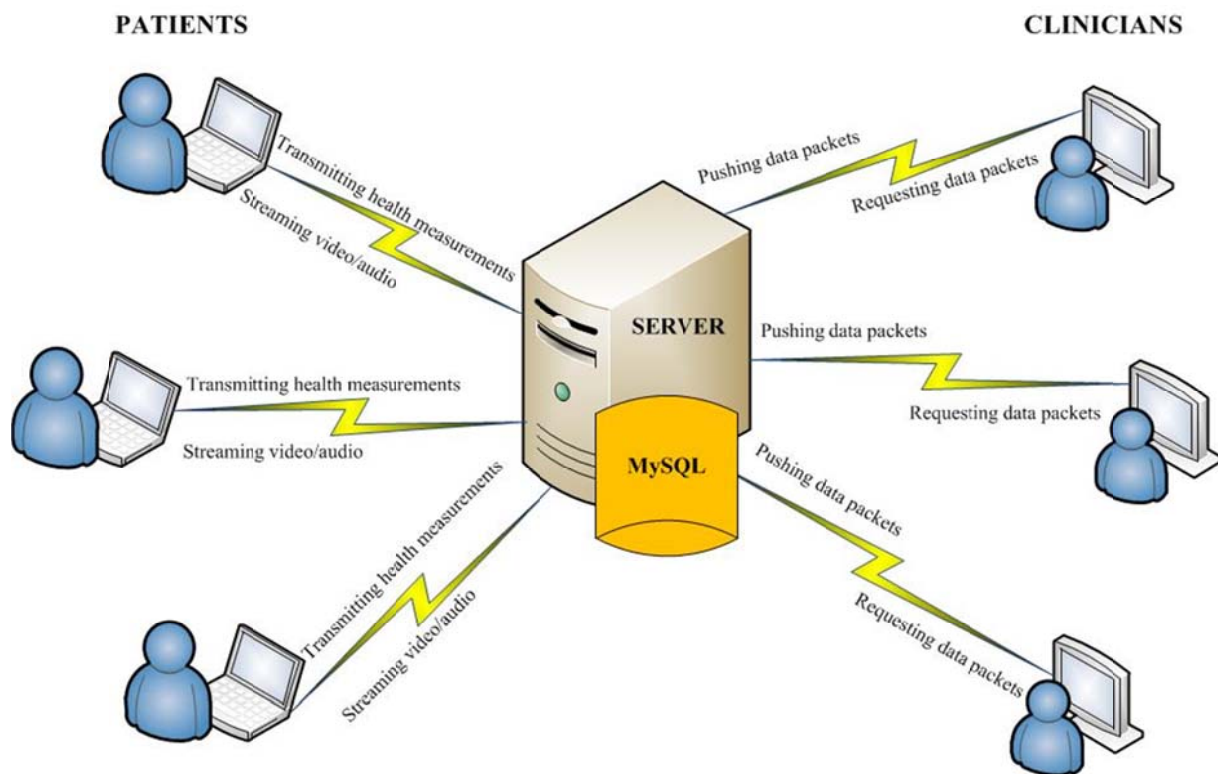 PATIENTS
CLINICIANS
Transmitting health measurements
Streaming video/audio
Pushing data packets
Requesting data packets
SERVER
Transmitting health measurements
Streaming video/audio
Pushing data packets
Requesting data packets
MySQL
Transmitting health measurements
Streaming video/audio
Pushing data packets
Requesting data packets